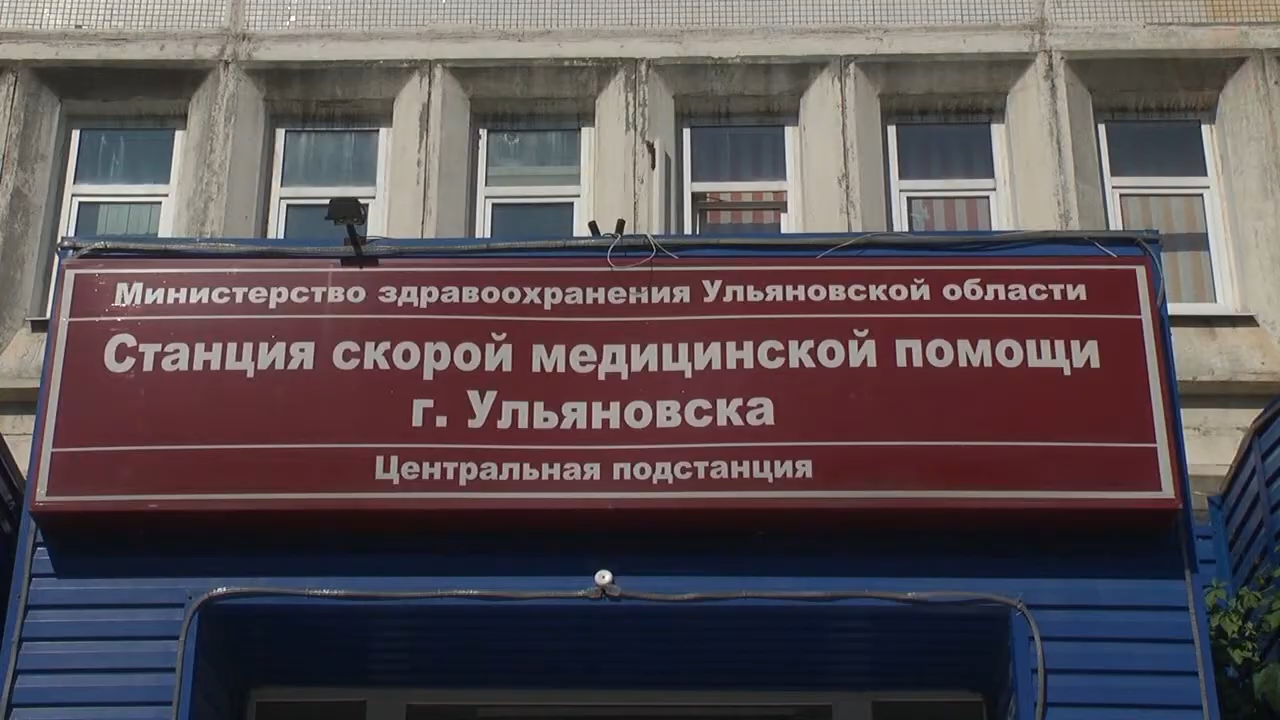 Министерство здравоохранения Ульяновской области
Станция скорой медицинской помощи
г. Ульяновска
Центральная подстанция